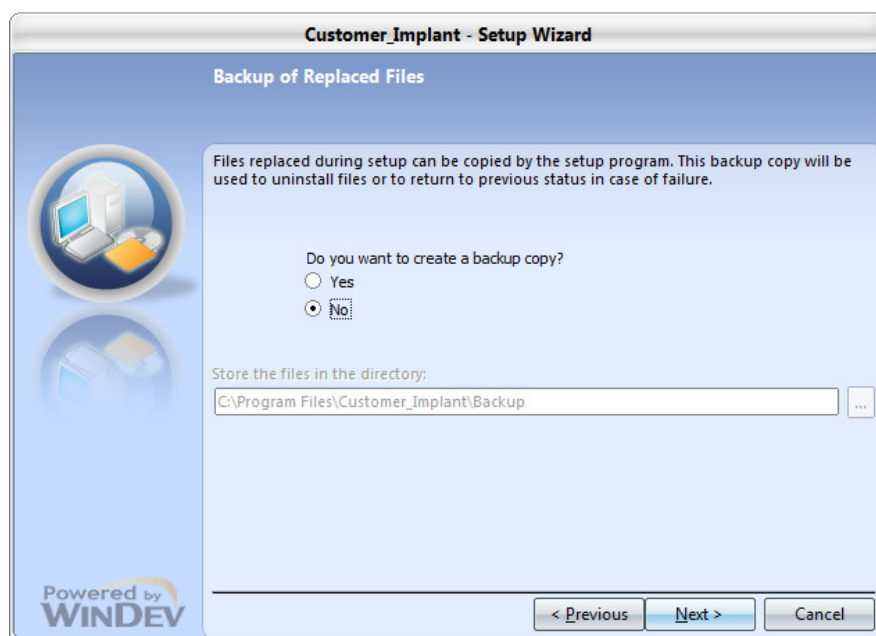 Customer_Implant - Setup Wizard
Backup of Replaced Files
Files replaced during setup can be copied by the setup program. This backup copy will be
used to uninstall files or to return to previous status in case of failure.
Do you want to create a backup copy?
Yes
No
Store the files in the directory:
C:\Program Files\Customer_Implant\Backup
...
Powered by
WINDEV
< Previous
Next >
Cancel